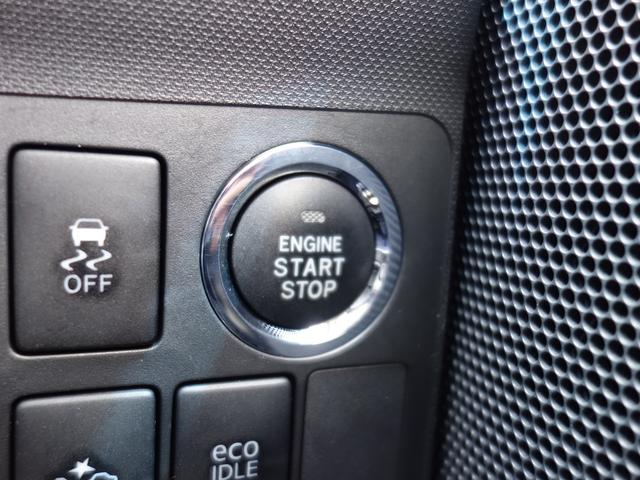 OFF
ENGINE
START
STOP
eco
IDLE